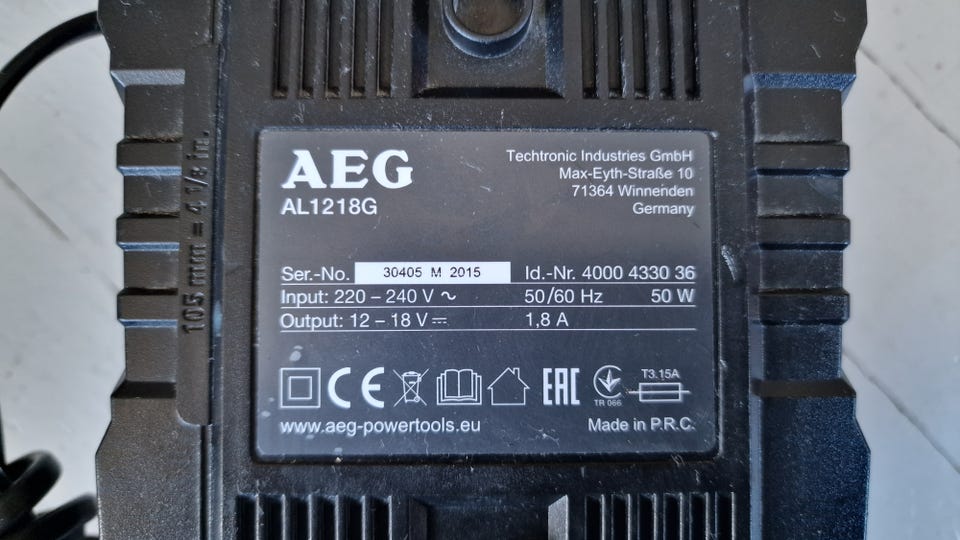 AEG
AL1218G
Techtronic Industries GmbH
Max-Eyth-Straße 10
71364 Winnenden
Germany
Ser.-No. 30405 M 2015 Id.-Nr. 4000 4330 36
Input: 220 – 240 V ~ 50/60 Hz 50 W
Output: 12 – 18 V ⎓ 1,8 A
CE EAC TR 066 T3.15A
www.aeg-powertools.eu Made in P.R.C.
105 mm = 4 1/8 in.